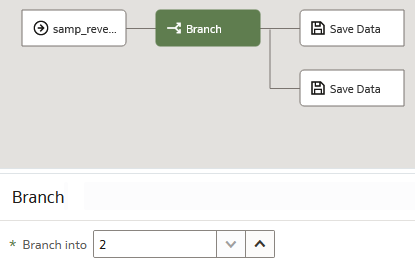 samp_reve...
Branch
Save Data
Save Data
Branch
* Branch into 2